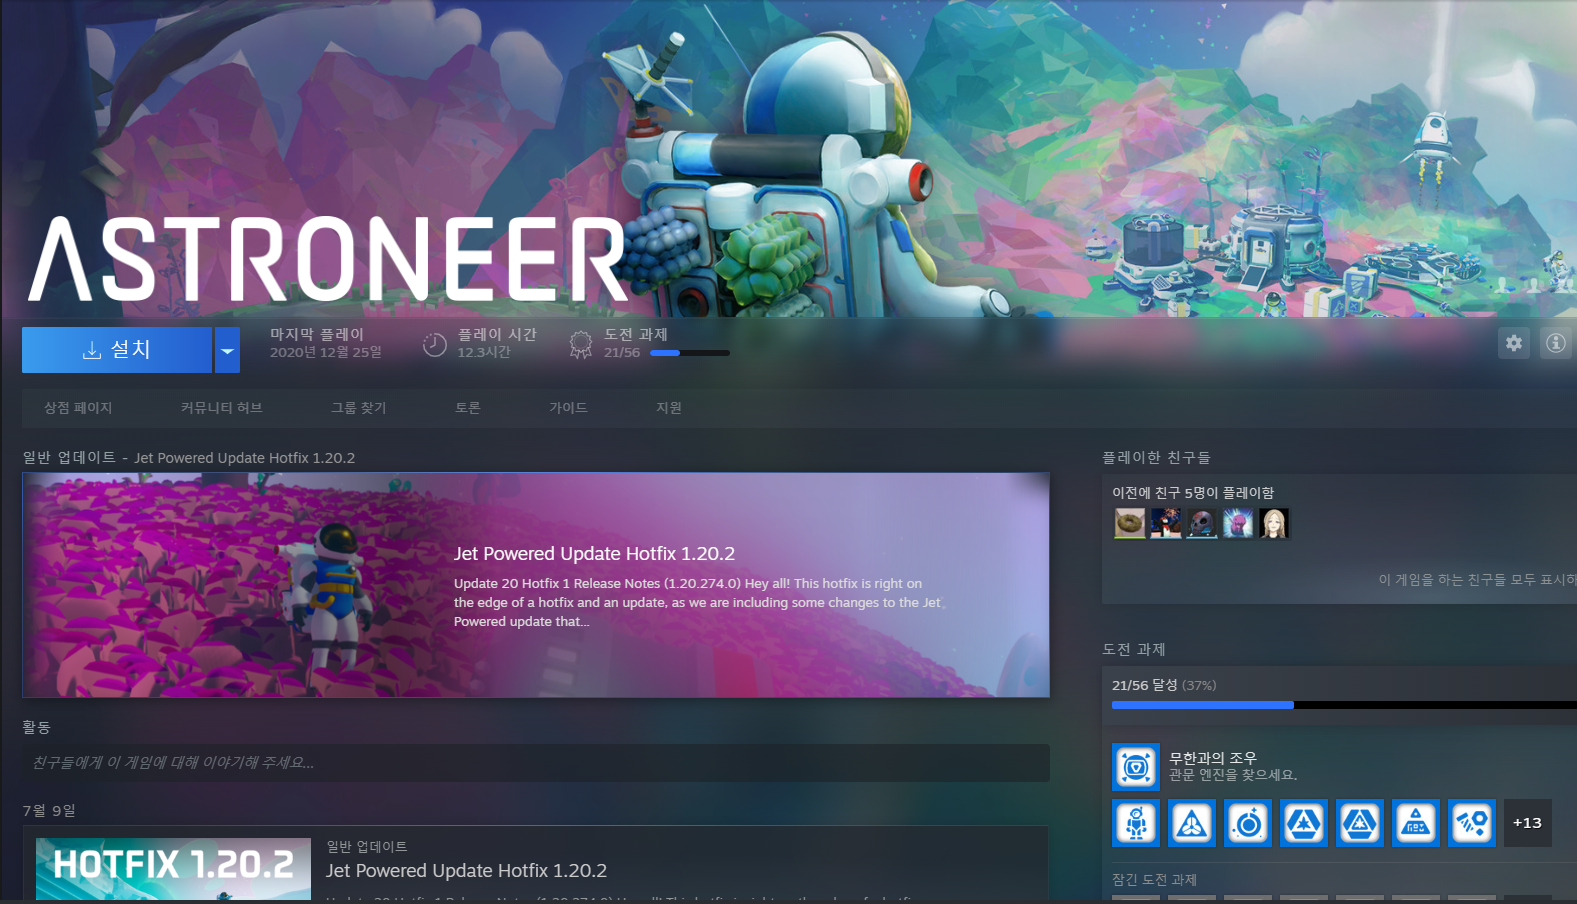 ASTRONEER
설치
마지막 플레이
2020년 12월 25일
플레이 시간
12.3시간
도전 과제
21/56
상점 페이지
커뮤니티 허브
그룹 찾기
토론
가이드
지원
일반 업데이트 - Jet Powered Update Hotfix 1.20.2
Jet Powered Update Hotfix 1.20.2
Update 20 Hotfix 1 Release Notes (1.20.274.0) Hey all! This hotfix is right on
the edge of a hotfix and an update, as we are including some changes to the Jet
Powered update that...
활동
친구들에게 이 게임에 대해 이야기해 주세요...
7월 9일
HOTFIX 1.20.2
일반 업데이트
Jet Powered Update Hotfix 1.20.2
플레이한 친구들
이전에 친구 5명이 플레이함
이 게임을 하는 친구들 모두 표시하
도전 과제
21/56 달성 (37%)
무한과의 조우
관문 엔진을 찾으세요.
+13
잠긴 도전 과제